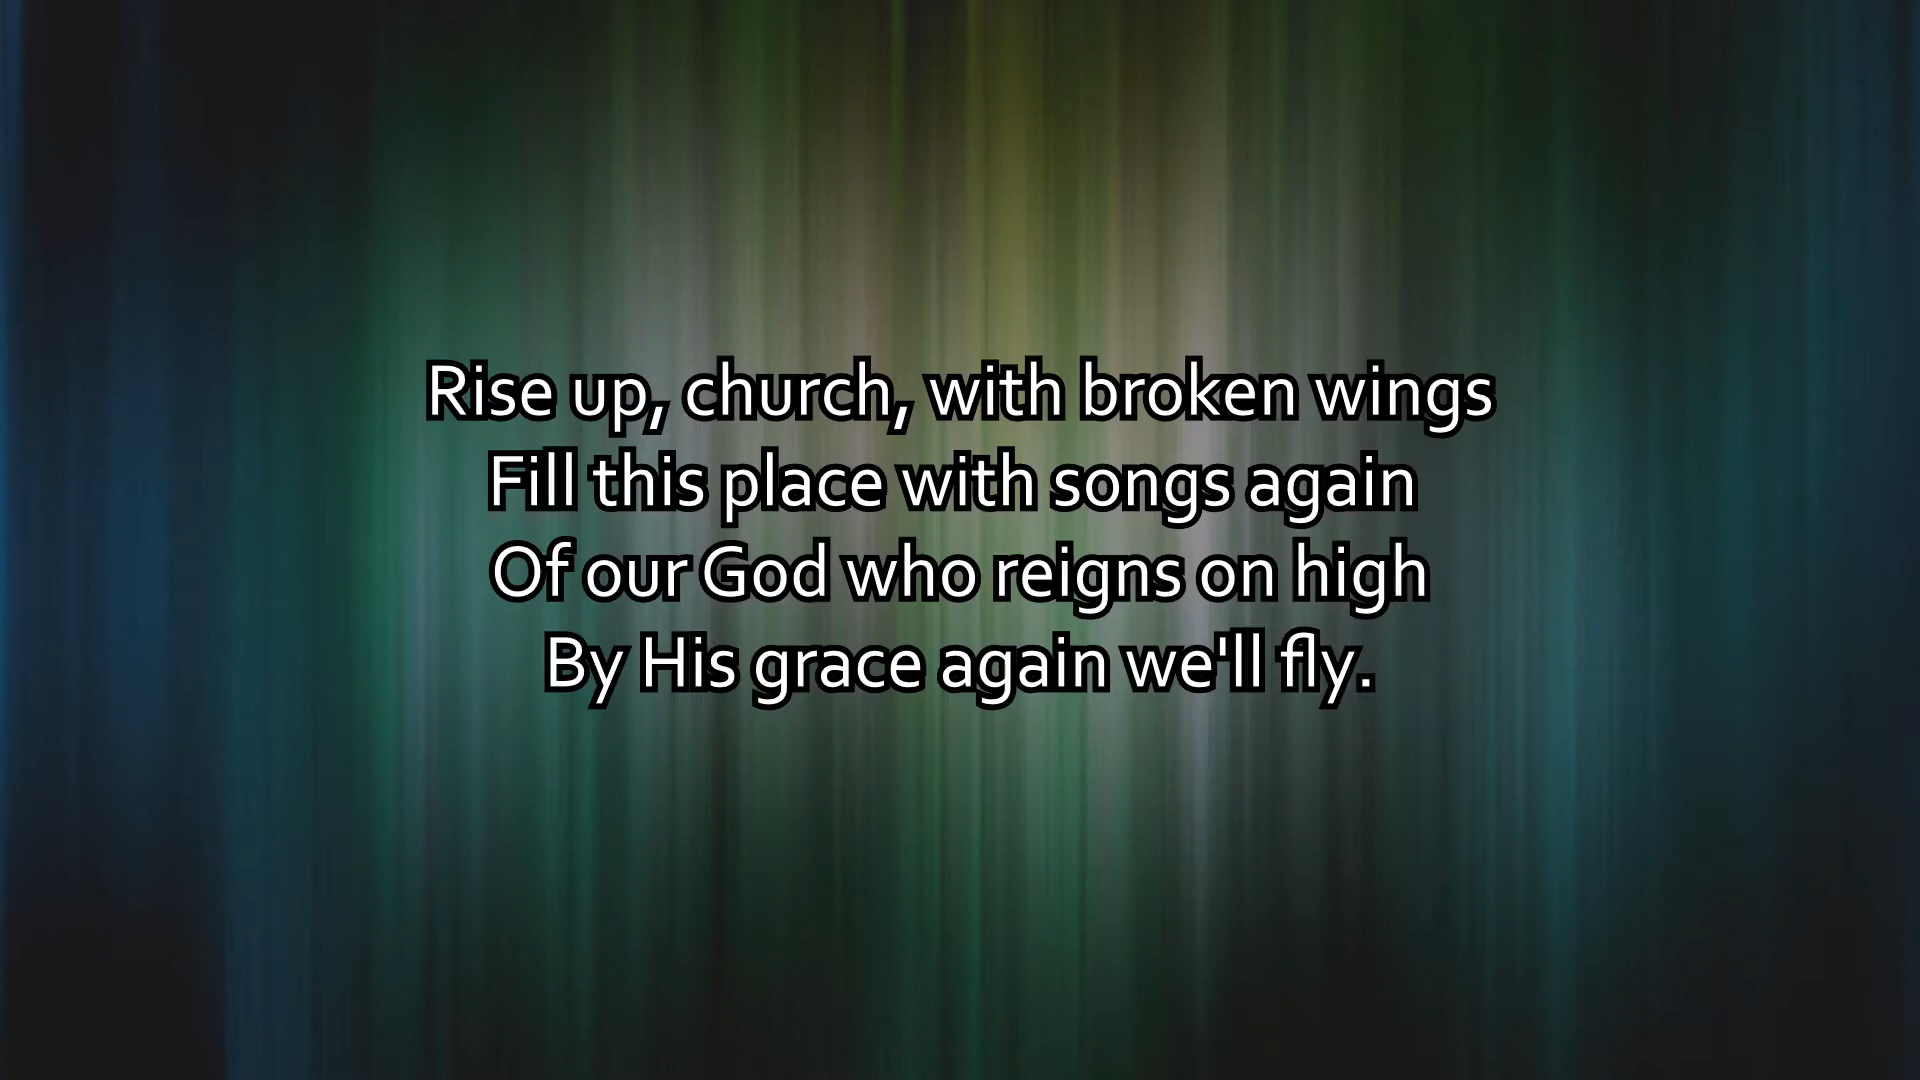 Rise up, church, with broken wings
Fill this place with songs again
Of our God who reigns on high
By His grace again we'll fly.